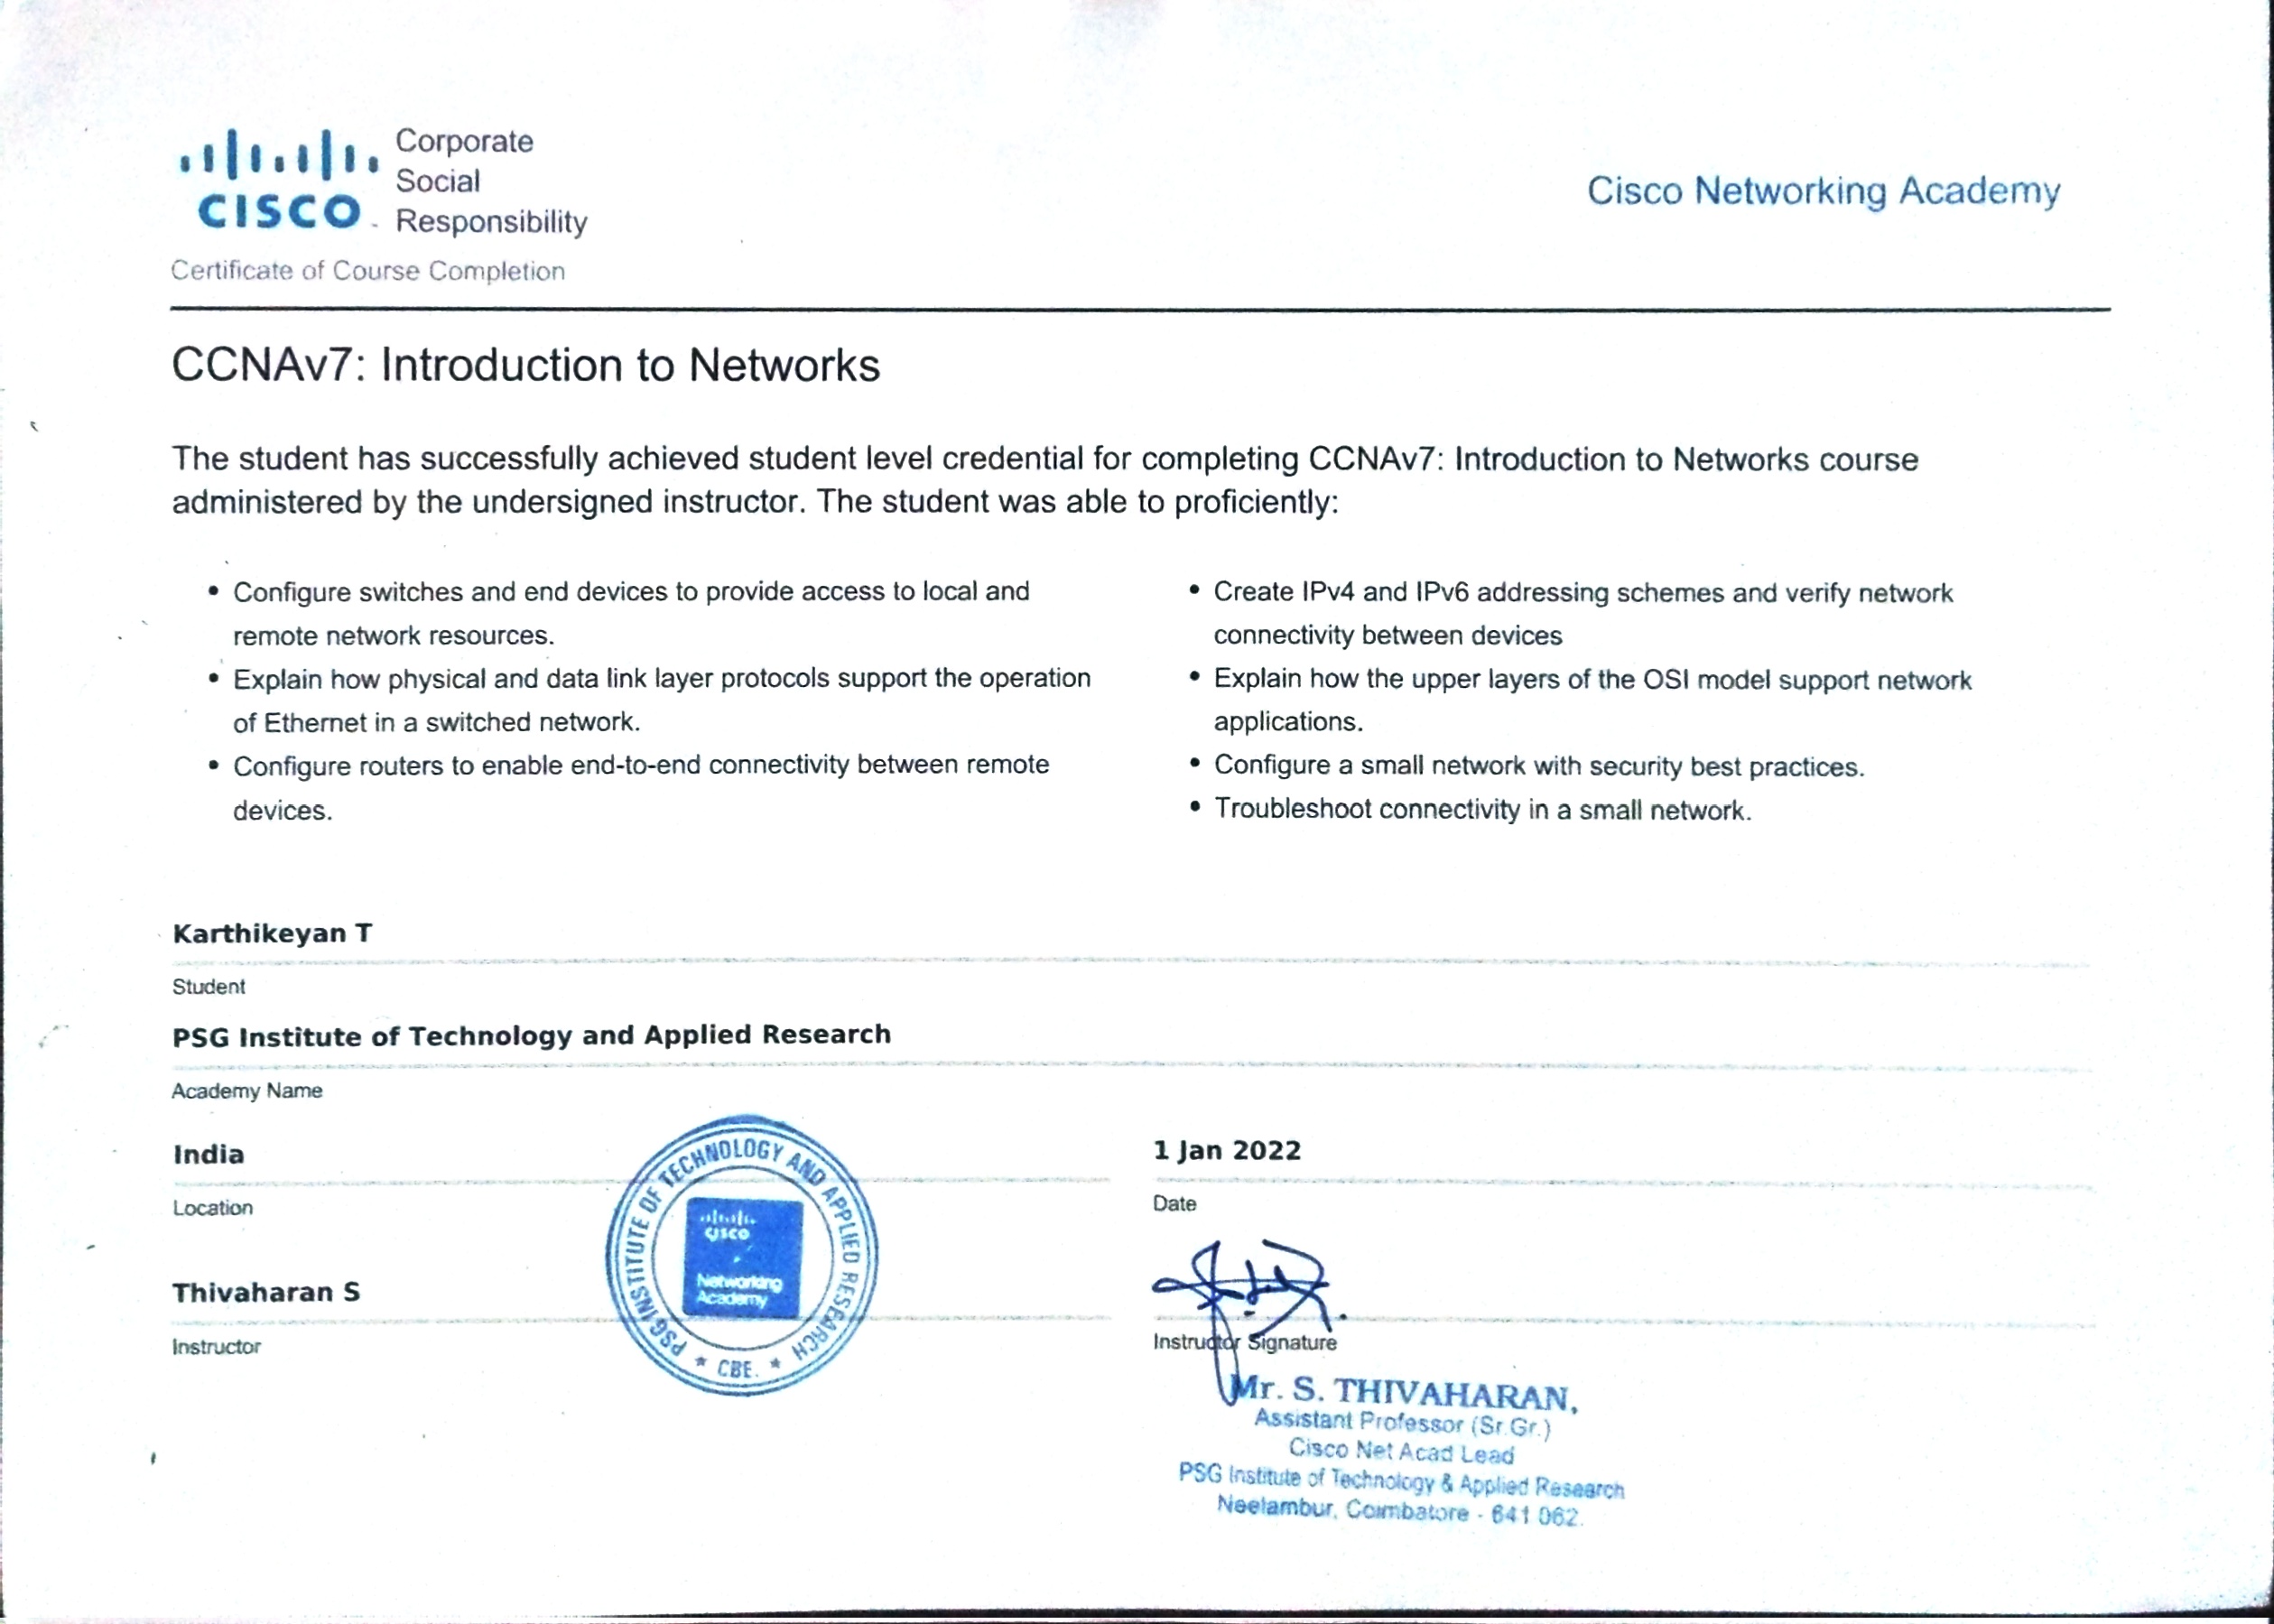 CISCO
Corporate
Social
Responsibility
Cisco Networking Academy
Certificate of Course Completion
CCNAv7: Introduction to Networks
The student has successfully achieved student level credential for completing CCNAv7: Introduction to Networks course
administered by the undersigned instructor. The student was able to proficiently:
• Configure switches and end devices to provide access to local and
remote network resources.
• Explain how physical and data link layer protocols support the operation
of Ethernet in a switched network.
• Configure routers to enable end-to-end connectivity between remote
devices.
• Create IPv4 and IPv6 addressing schemes and verify network
connectivity between devices
• Explain how the upper layers of the OSI model support network
applications.
• Configure a small network with security best practices.
• Troubleshoot connectivity in a small network.
Karthikeyan T
Student
PSG Institute of Technology and Applied Research
Academy Name
India
Location
1 Jan 2022
Date
Thivaharan S
Instructor
PSG INSTITUTE OF TECHNOLOGY AND APPLIED RESEARCH
★ CBE. ★
CISCO
Networking
Academy
Instructor Signature
Mr. S. THIVAHARAN,
Assistant Professor (Sr.Gr.)
Cisco Net Acad Lead
PSG Institute of Technology & Applied Research
Neelambur, Coimbatore - 641 062.